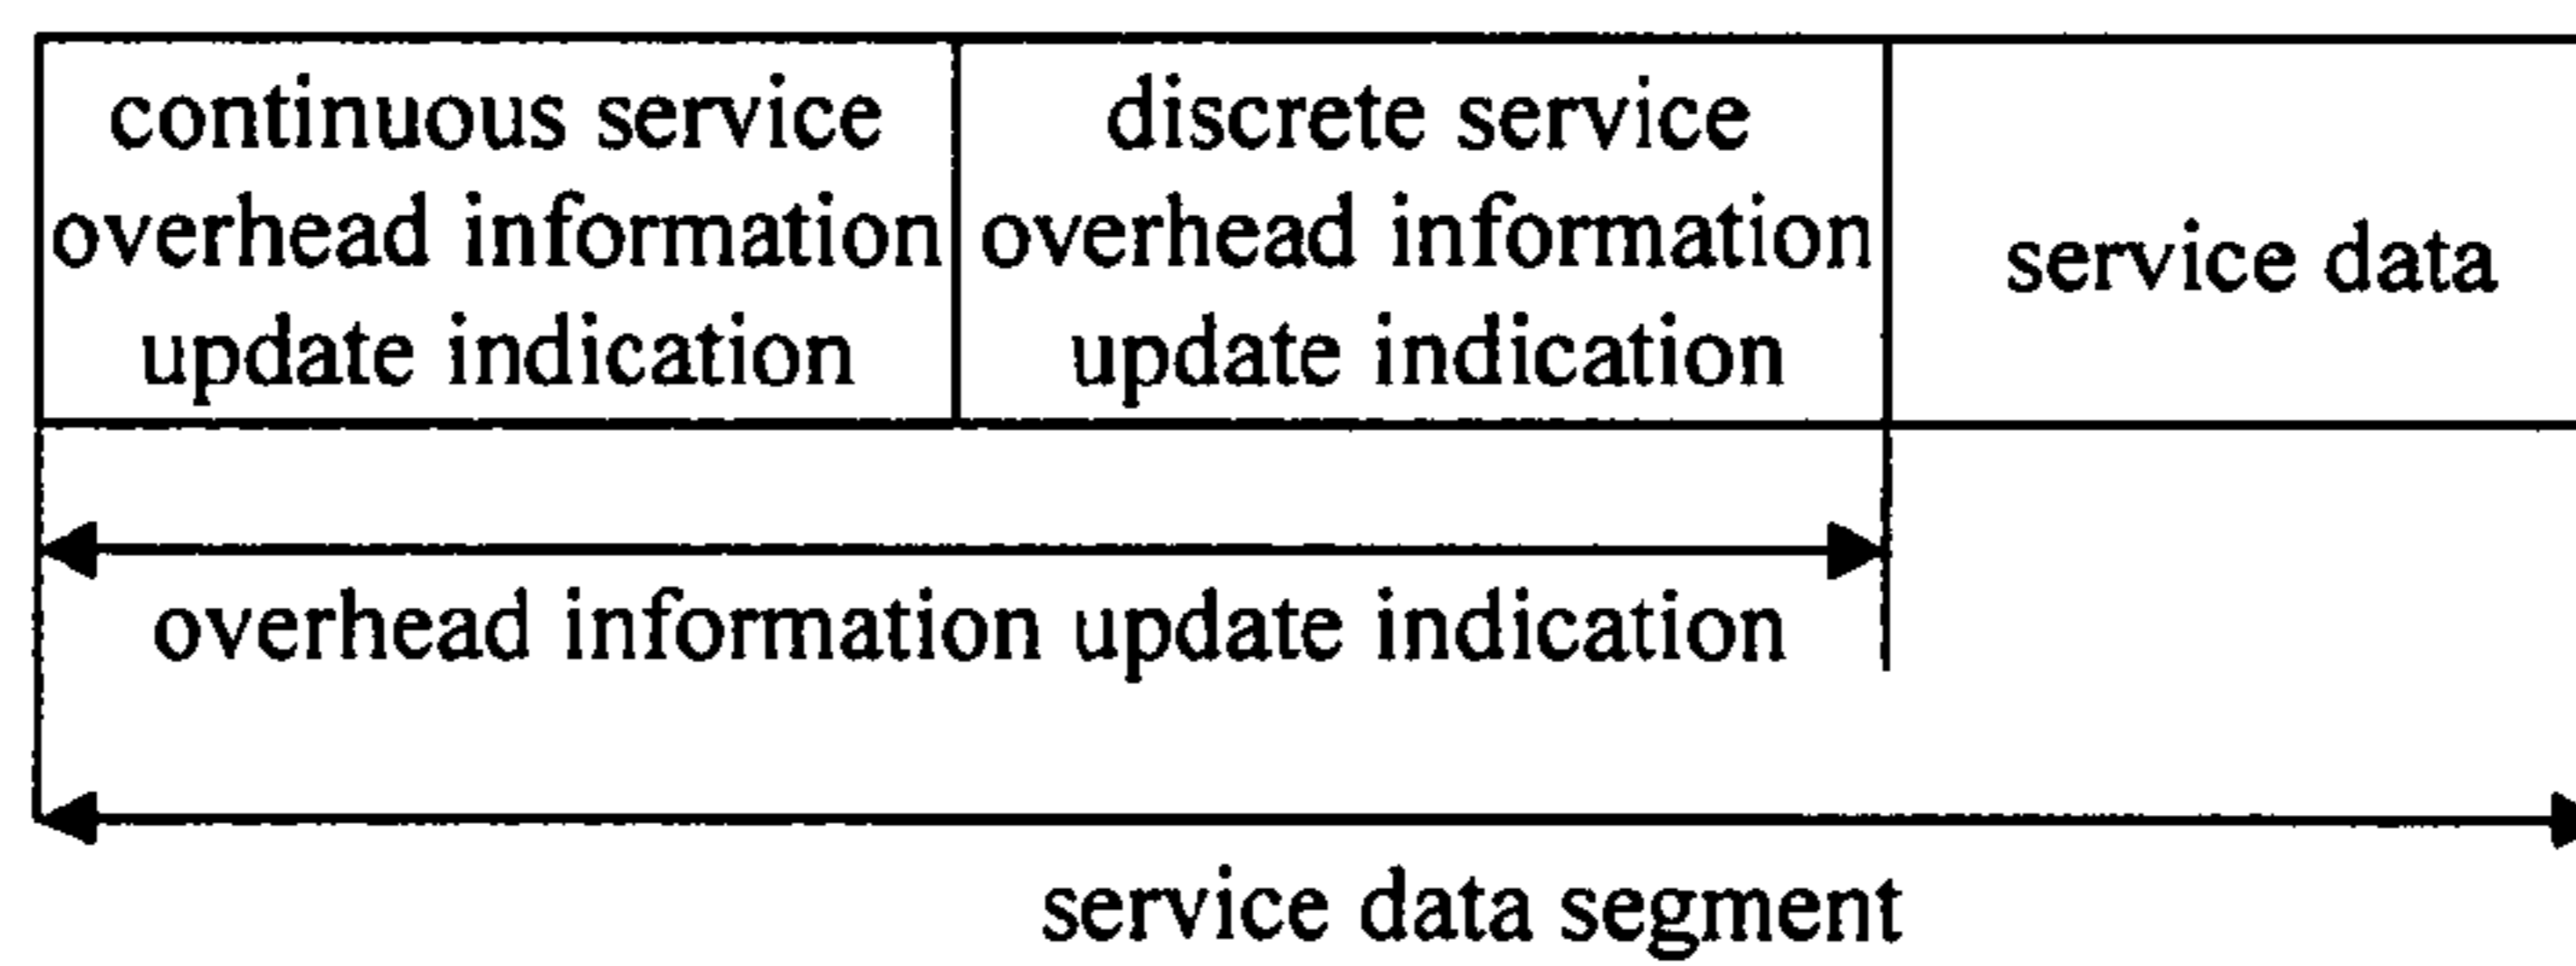 continuous service
overhead information
update indication
discrete service
overhead information
update indication
service data
overhead information update indication
service data segment